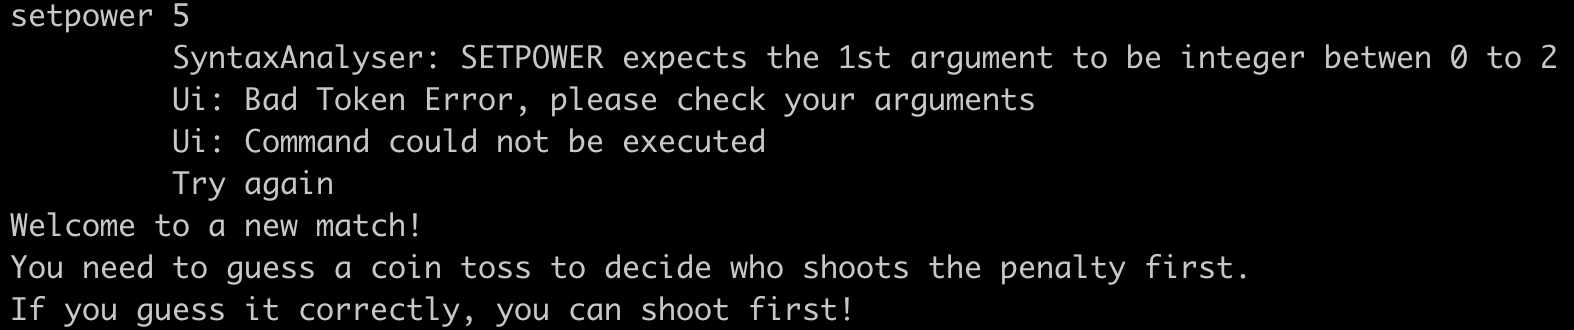 setpower 5
SyntaxAnalyser: SETPOWER expects the 1st argument to be integer betwen 0 to 2
Ui: Bad Token Error, please check your arguments
Ui: Command could not be executed
Try again
Welcome to a new match!
You need to guess a coin toss to decide who shoots the penalty first.
If you guess it correctly, you can shoot first!